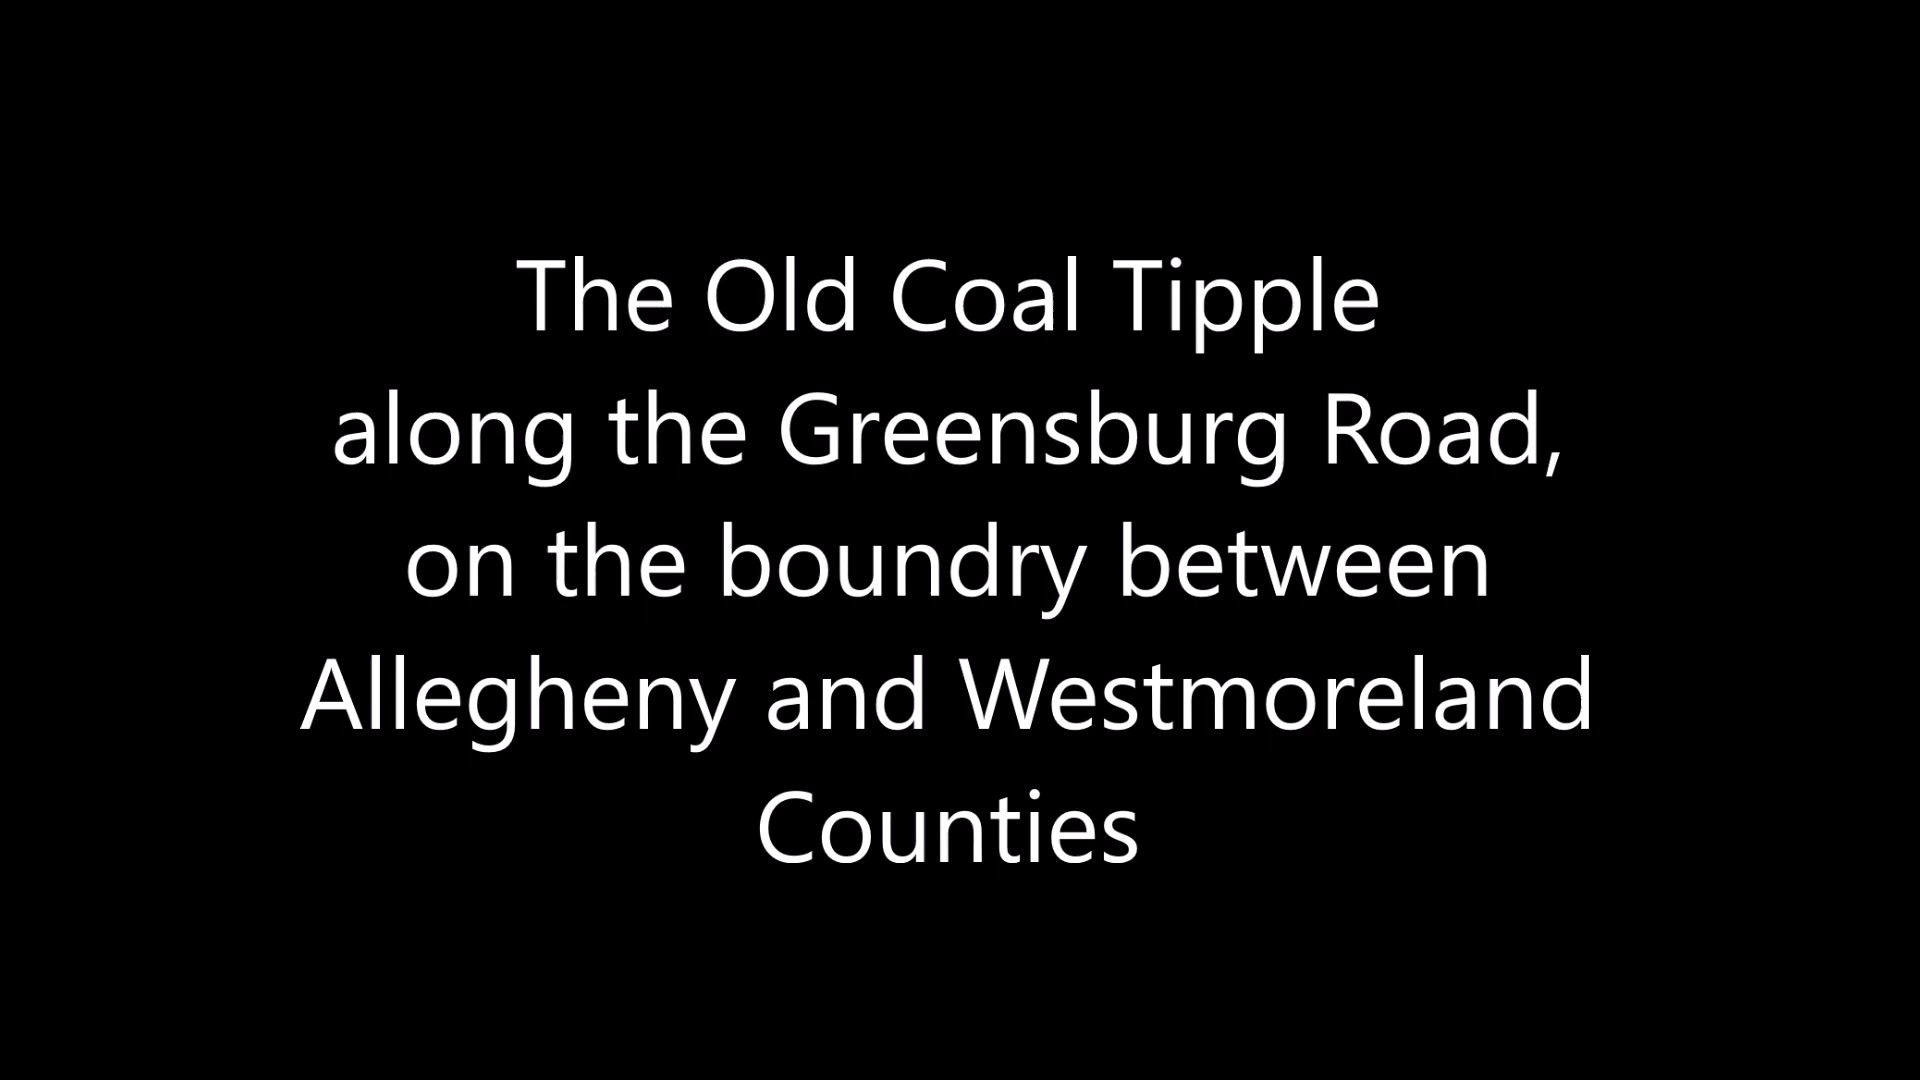 The Old Coal Tipple
along the Greensburg Road,
on the boundry between
Allegheny and Westmoreland
Counties